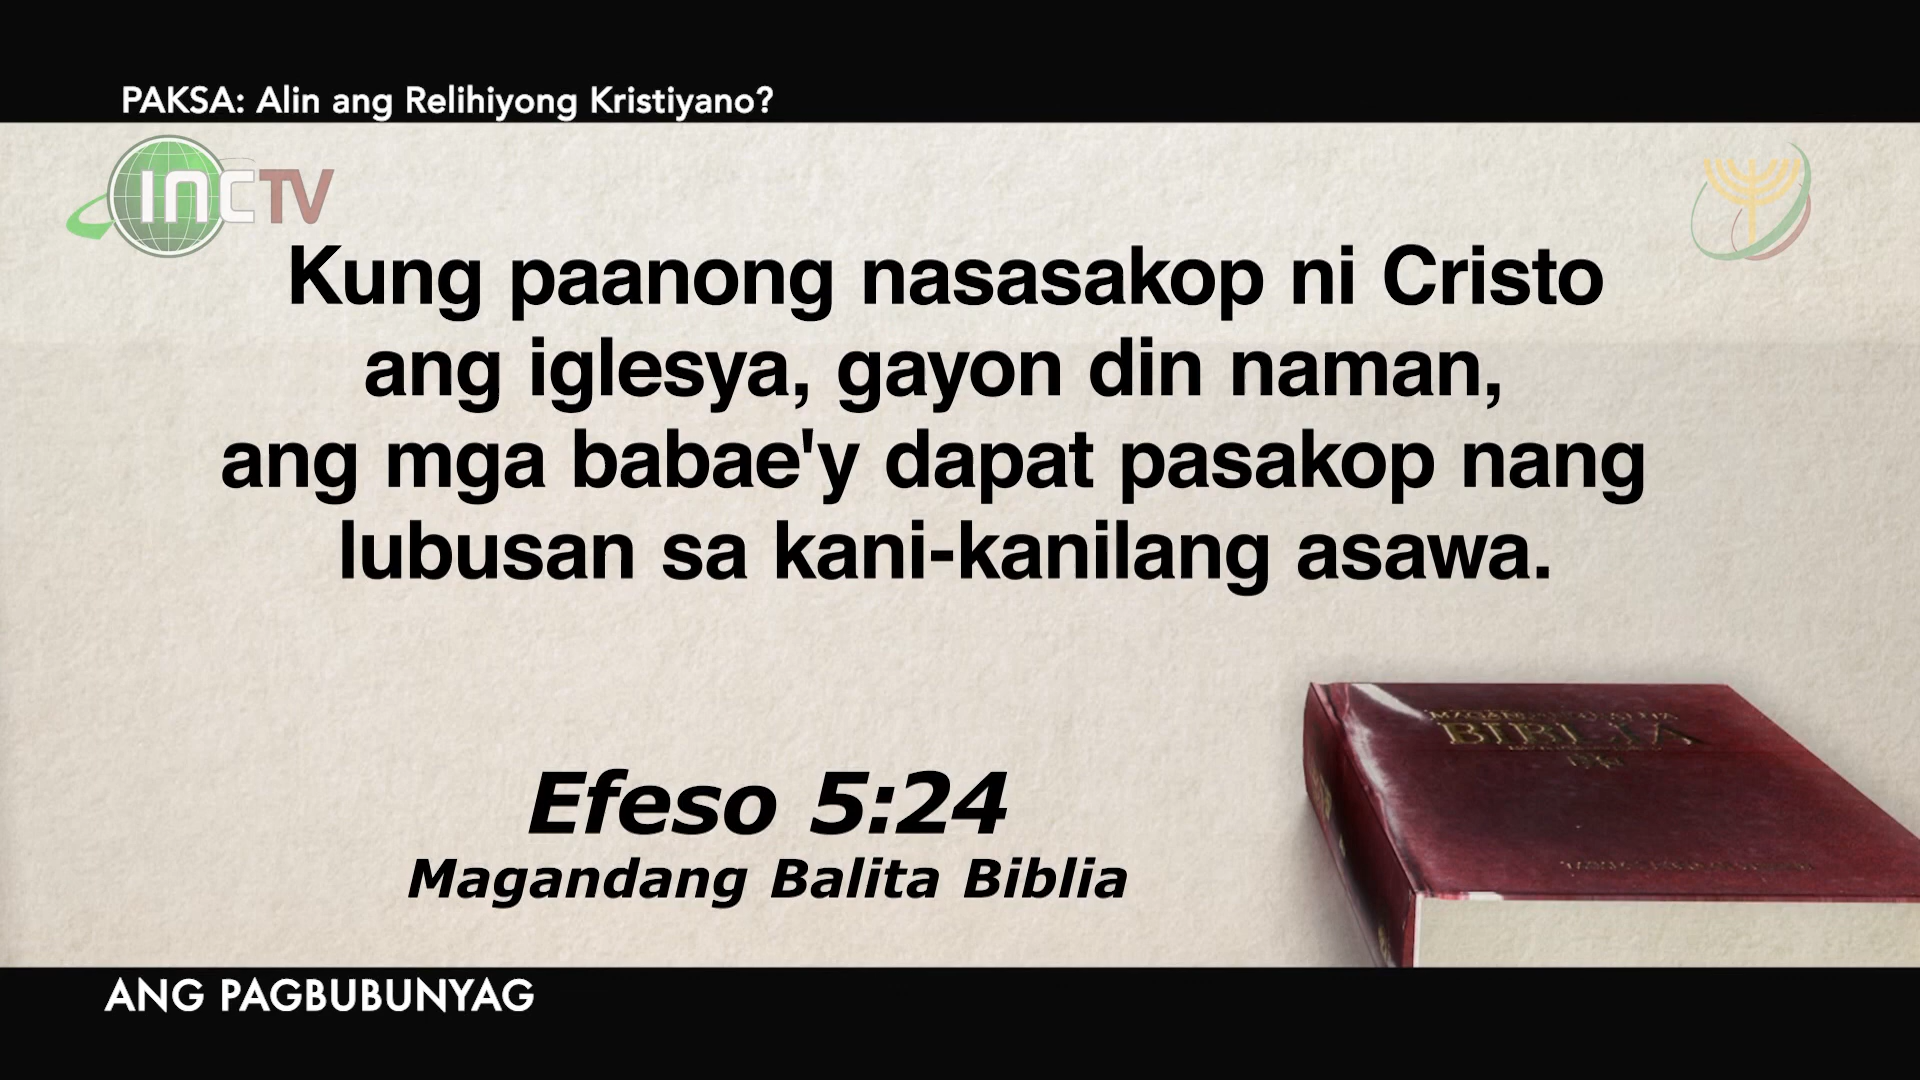 PAKSA: Alin ang Relihiyong Kristiyano?
INCTV
Kung paanong nasasakop ni Cristo
ang iglesya, gayon din naman,
ang mga babae'y dapat pasakop nang
lubusan sa kani-kanilang asawa.
BIBLIA
Efeso 5:24
Magandang Balita Biblia
ANG PAGBUBUNYAG